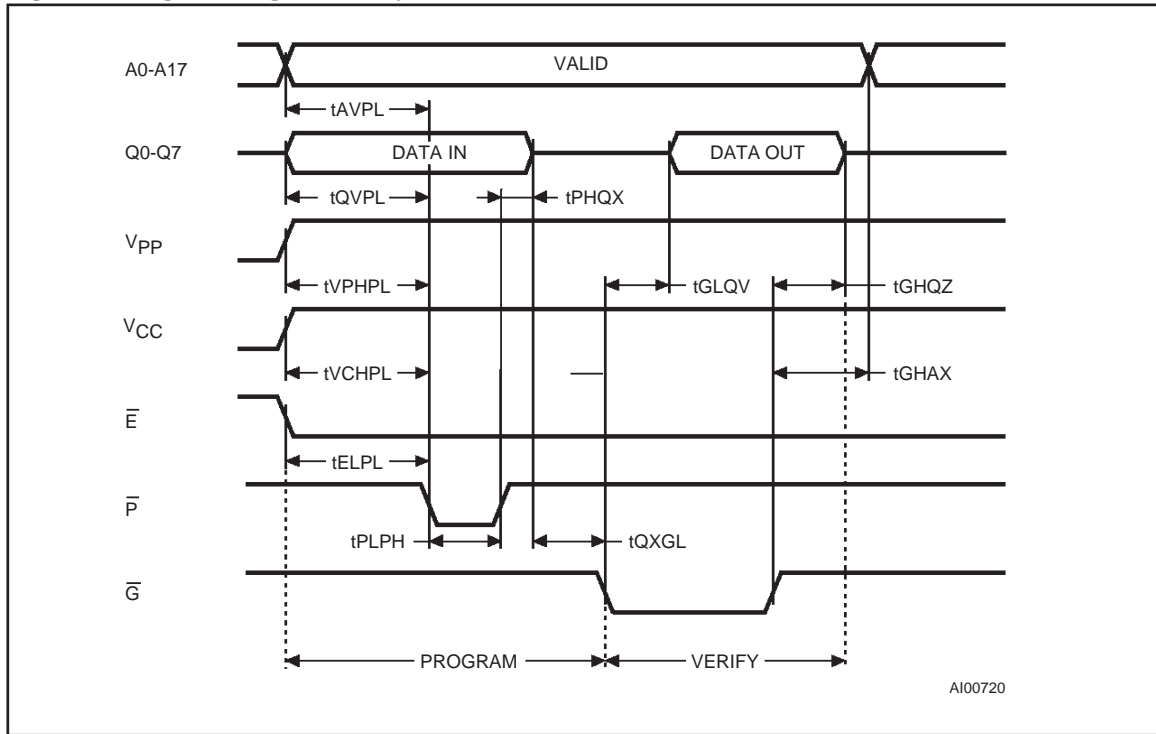 A0-A17
VALID
tAVPL
Q0-Q7
DATA IN
DATA OUT
tQVPL
tPHQX
VPP
tVPHPL
tGLQV
tGHQZ
VCC
tVCHPL
tGHAX
E̅
tELPL
P̅
tPLPH
tQXGL
G̅
PROGRAM
VERIFY
AI00720